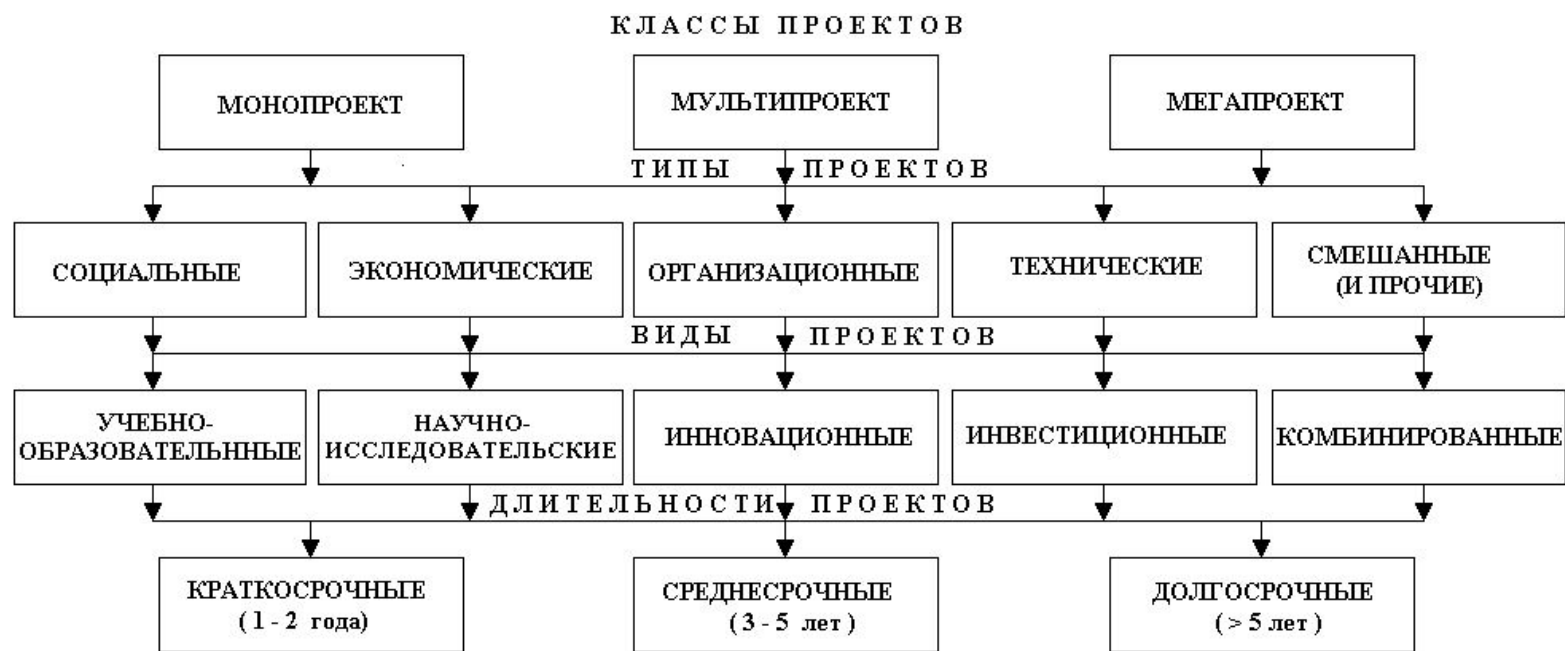 КЛАССЫ ПРОЕКТОВ
МОНОПРОЕКТ
МУЛЬТИПРОЕКТ
МЕГАПРОЕКТ
ТИПЫ ПРОЕКТОВ
СОЦИАЛЬНЫЕ
ЭКОНОМИЧЕСКИЕ
ОРГАНИЗАЦИОННЫЕ
ТЕХНИЧЕСКИЕ
СМЕШАННЫЕ
(И ПРОЧИЕ)
ВИДЫ ПРОЕКТОВ
УЧЕБНО-
ОБРАЗОВАТЕЛЬННЫЕ
НАУЧНО-
ИССЛЕДОВАТЕЛЬСКИЕ
ИННОВАЦИОННЫЕ
ИНВЕСТИЦИОННЫЕ
КОМБИНИРОВАННЫЕ
ДЛИТЕЛЬНОСТИ ПРОЕКТОВ
КРАТКОСРОЧНЫЕ
( 1 - 2 года)
СРЕДНЕСРОЧНЫЕ
( 3 - 5 лет )
ДОЛГОСРОЧНЫЕ
( > 5 лет )